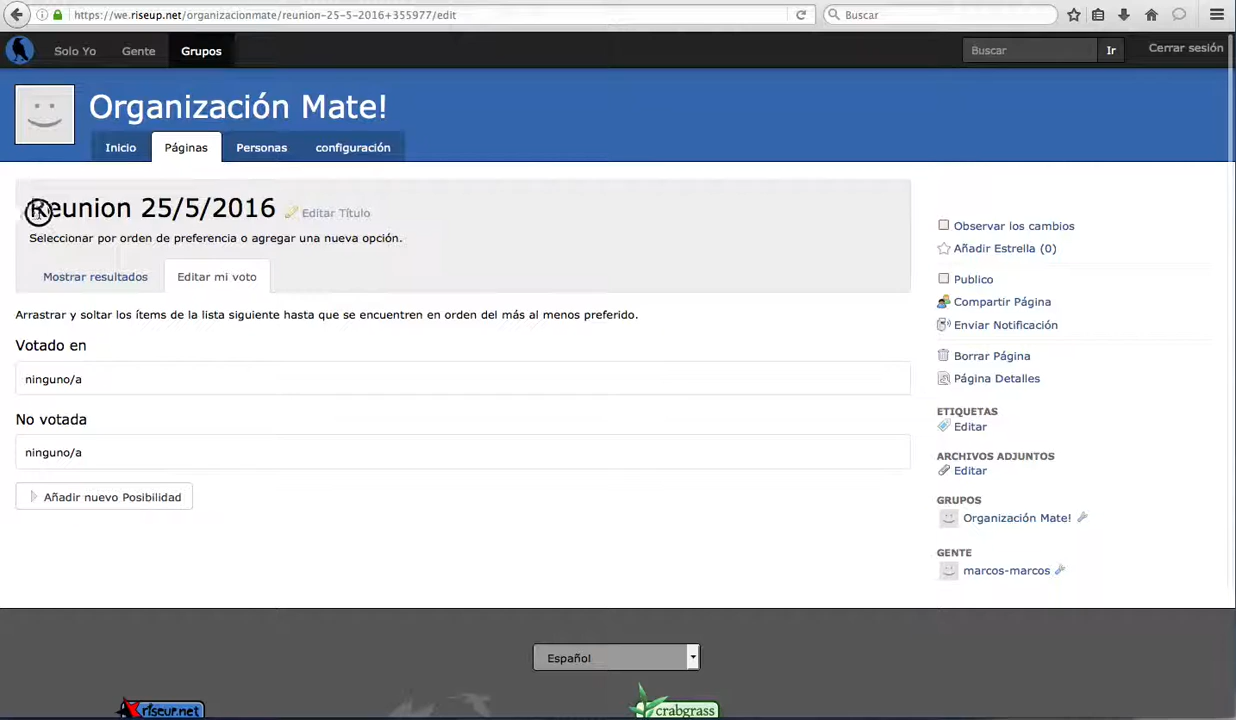 https://we.riseup.net/organizacionmate/reunion-25-5-2016+355977/edit
Buscar
Solo Yo
Gente
Grupos
Buscar
Ir
Cerrar sesión
Organización Mate!
Inicio
Páginas
Personas
configuración
Reunion 25/5/2016
Editar Título
Seleccionar por orden de preferencia o agregar una nueva opción.
Mostrar resultados
Editar mi voto
Arrastrar y soltar los ítems de la lista siguiente hasta que se encuentren en orden del más al menos preferido.
Votado en
ninguno/a
No votada
ninguno/a
Añadir nuevo Posibilidad
Observar los cambios
Añadir Estrella (0)
Publico
Compartir Página
Enviar Notificación
Borrar Página
Página Detalles
ETIQUETAS
Editar
ARCHIVOS ADJUNTOS
Editar
GRUPOS
Organización Mate!
GENTE
marcos-marcos
Español
riseup.net
crabgrass